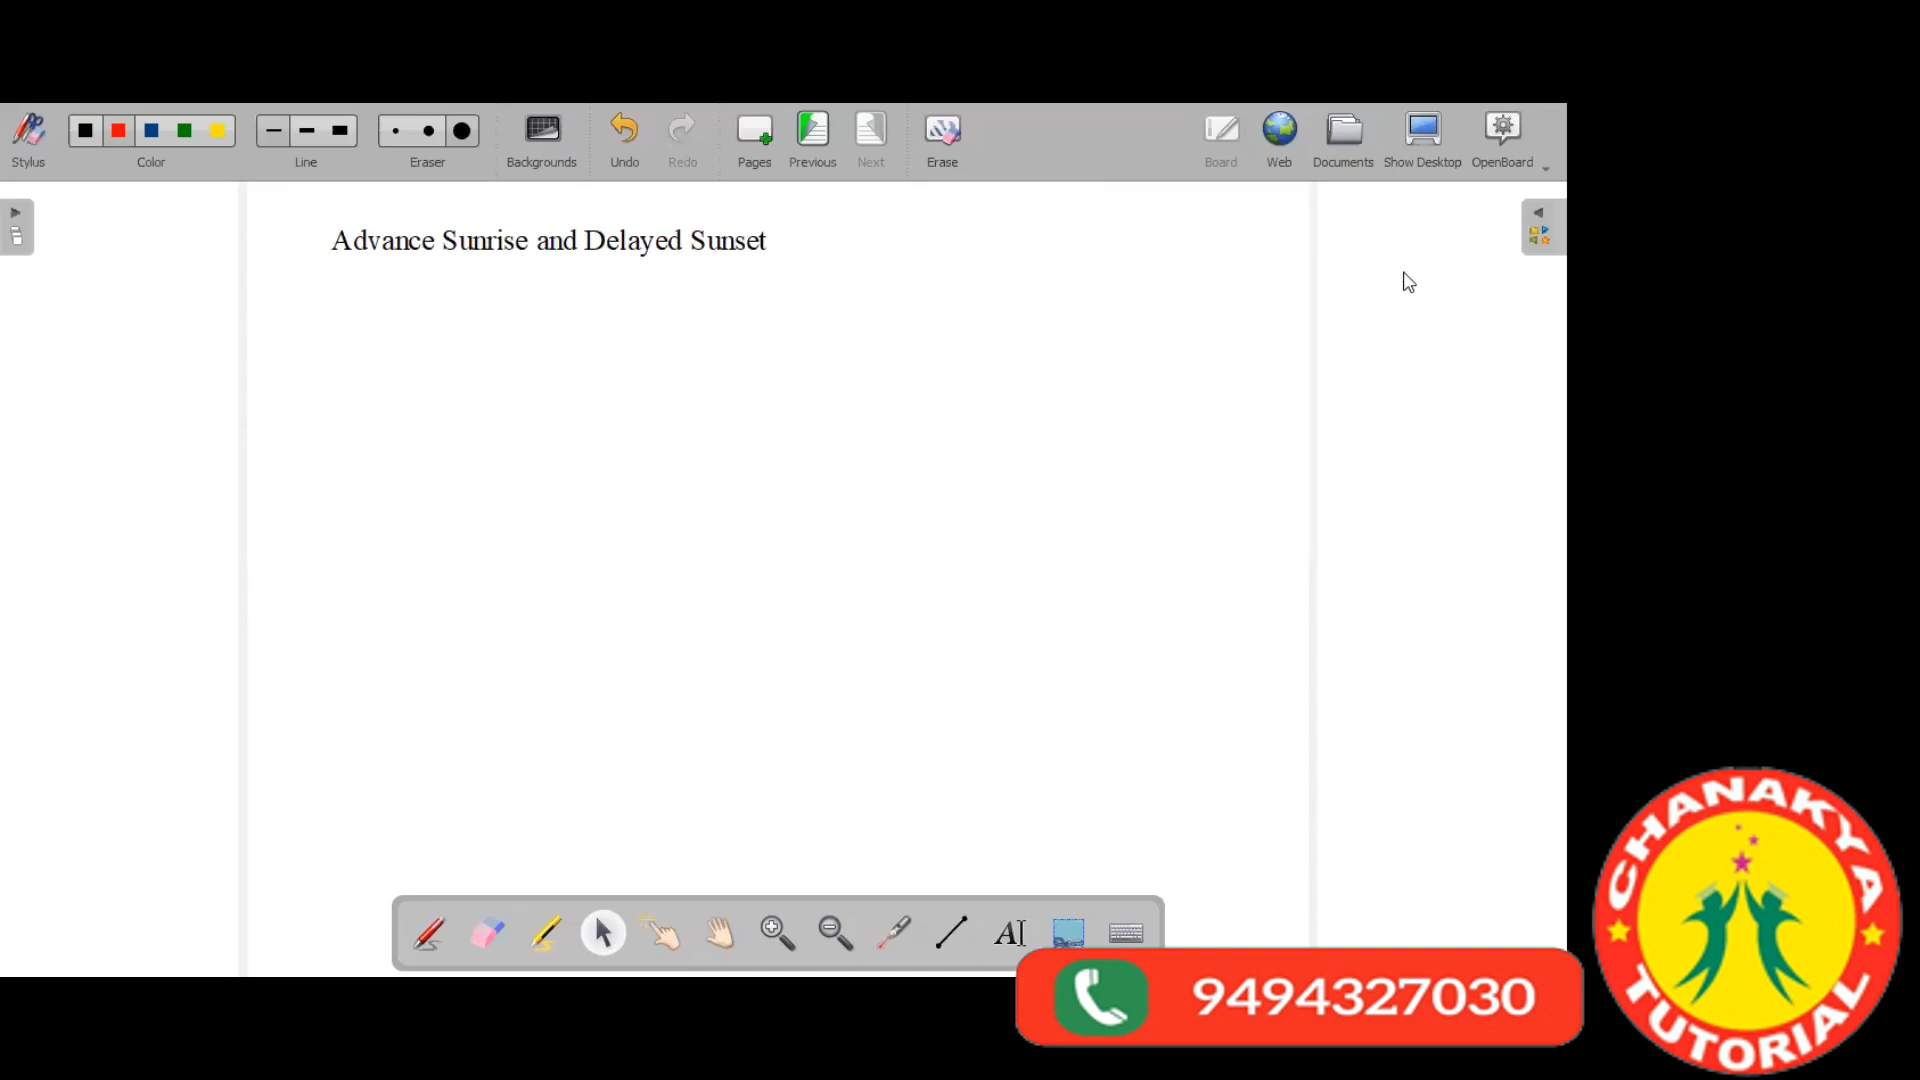 Stylus
Color
Line
Eraser
Backgrounds
Undo
Redo
Pages
Previous
Next
Erase
Board
Web
Documents
Show Desktop
OpenBoard
Advance Sunrise and Delayed Sunset
A
9494327030
CHANAKYA
TUTORIAL